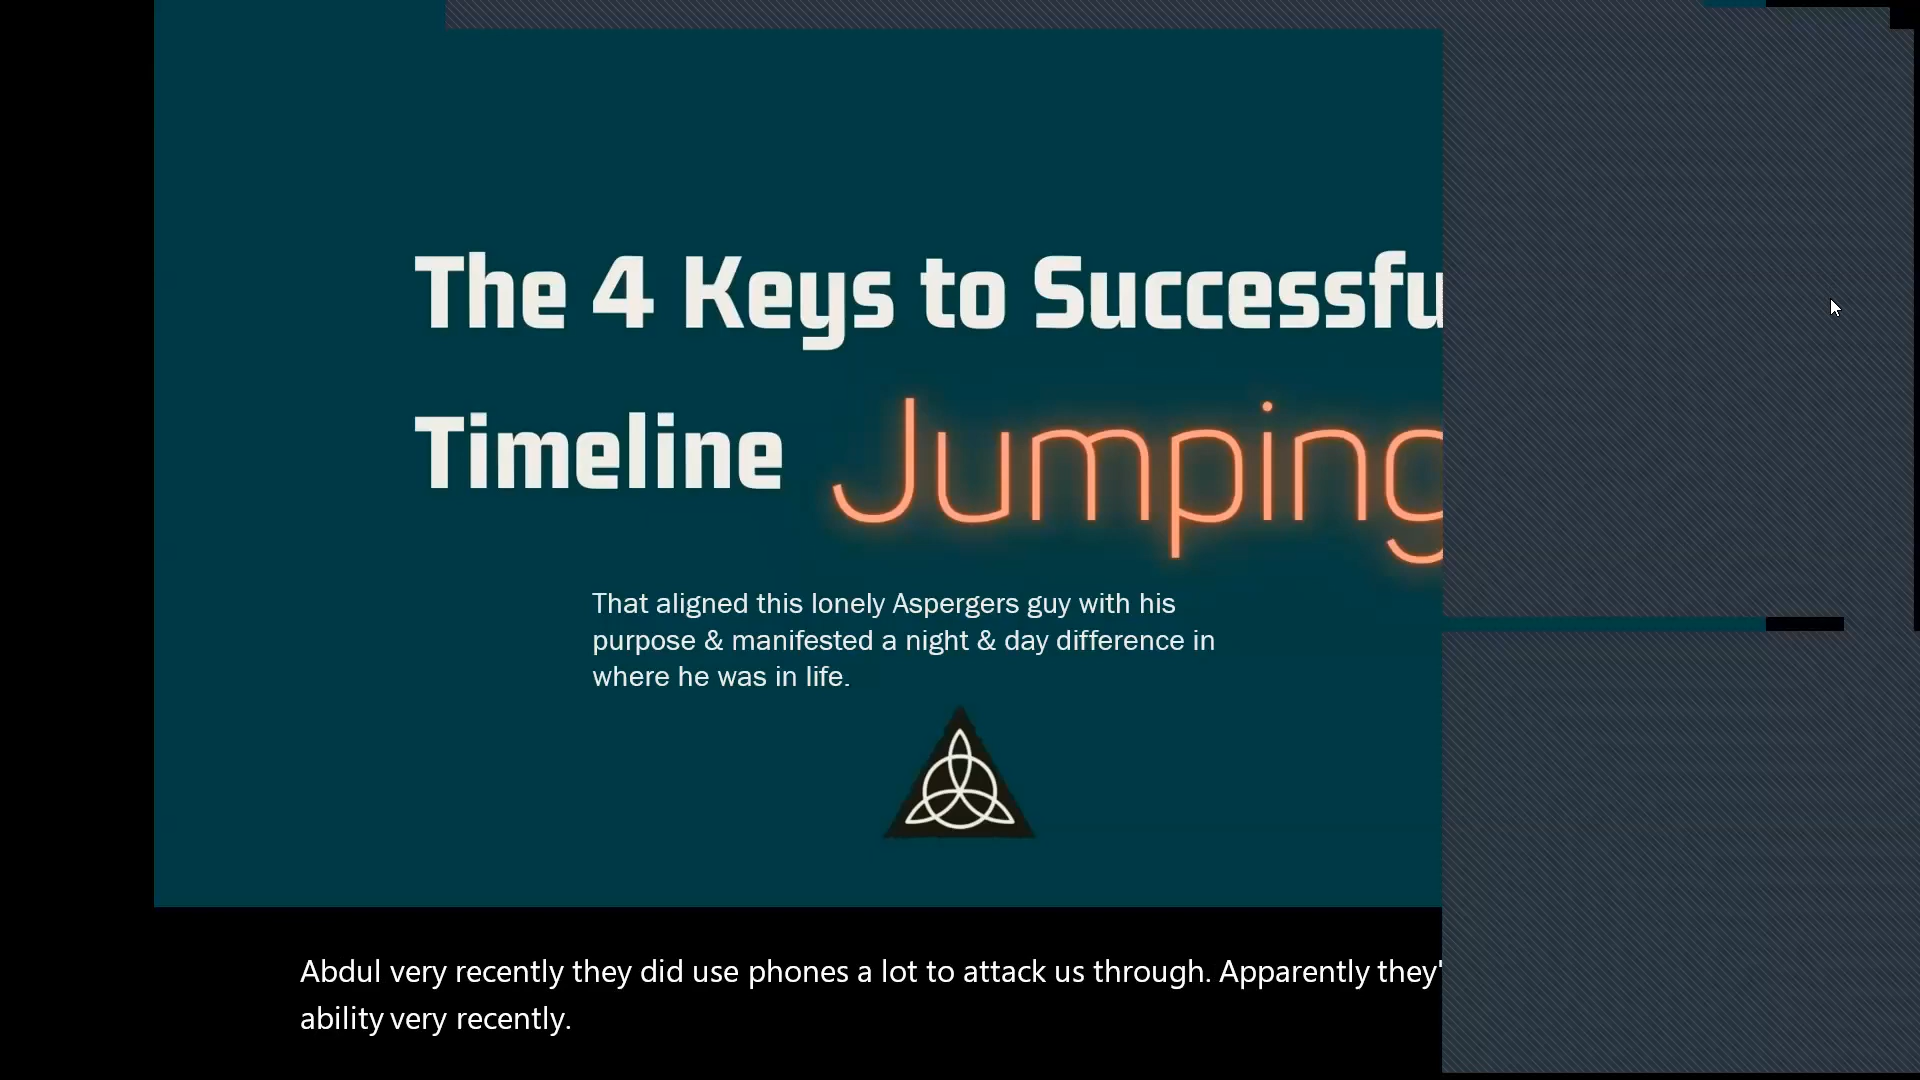 The 4 Keys to Successfu
Timeline Jumping
That aligned this lonely Aspergers guy with his
purpose & manifested a night & day difference in
where he was in life.
Abdul very recently they did use phones a lot to attack us through. Apparently they'
ability very recently.